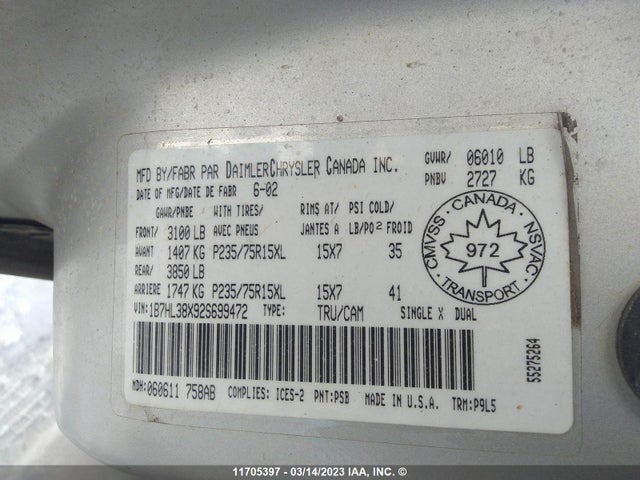 MFD BY/FABR PAR DAIMLERCHRYSLER CANADA INC. GVWR/ 06010 LB
DATE OF MFG/DATE DE FABR 6-02 PNBV 2727 KG
GAWR/PNBE WITH TIRES/ RIMS AT/ PSI COLD/
FRONT/ 3100 LB AVEC PNEUS JANTES A LB/PO² FROID
AVANT 1407 KG P235/75R15XL 15X7 35
REAR/ 3850 LB
ARRIERE 1747 KG P235/75R15XL 15X7 41
VIN: 1B7HL38X92S699472 TYPE: TRU/CAM SINGLE X DUAL
CMVSS CANADA NSVAC
972
TRANSPORT
55275264
MDH: 060611 758AB COMPLIES: ICES-2 PNT: PSB MADE IN U.S.A. TRM: P9L5
11705397 - 03/14/2023 IAA, INC. ©